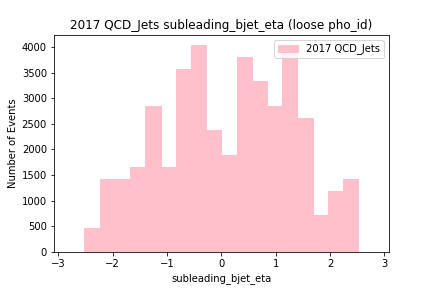 2017 QCD_Jets subleading_bjet_eta (loose pho_id)
2017 QCD_Jets
Number of Events
4000
3500
3000
2500
2000
1500
1000
500
0
−3 −2 −1 0 1 2 3
subleading_bjet_eta